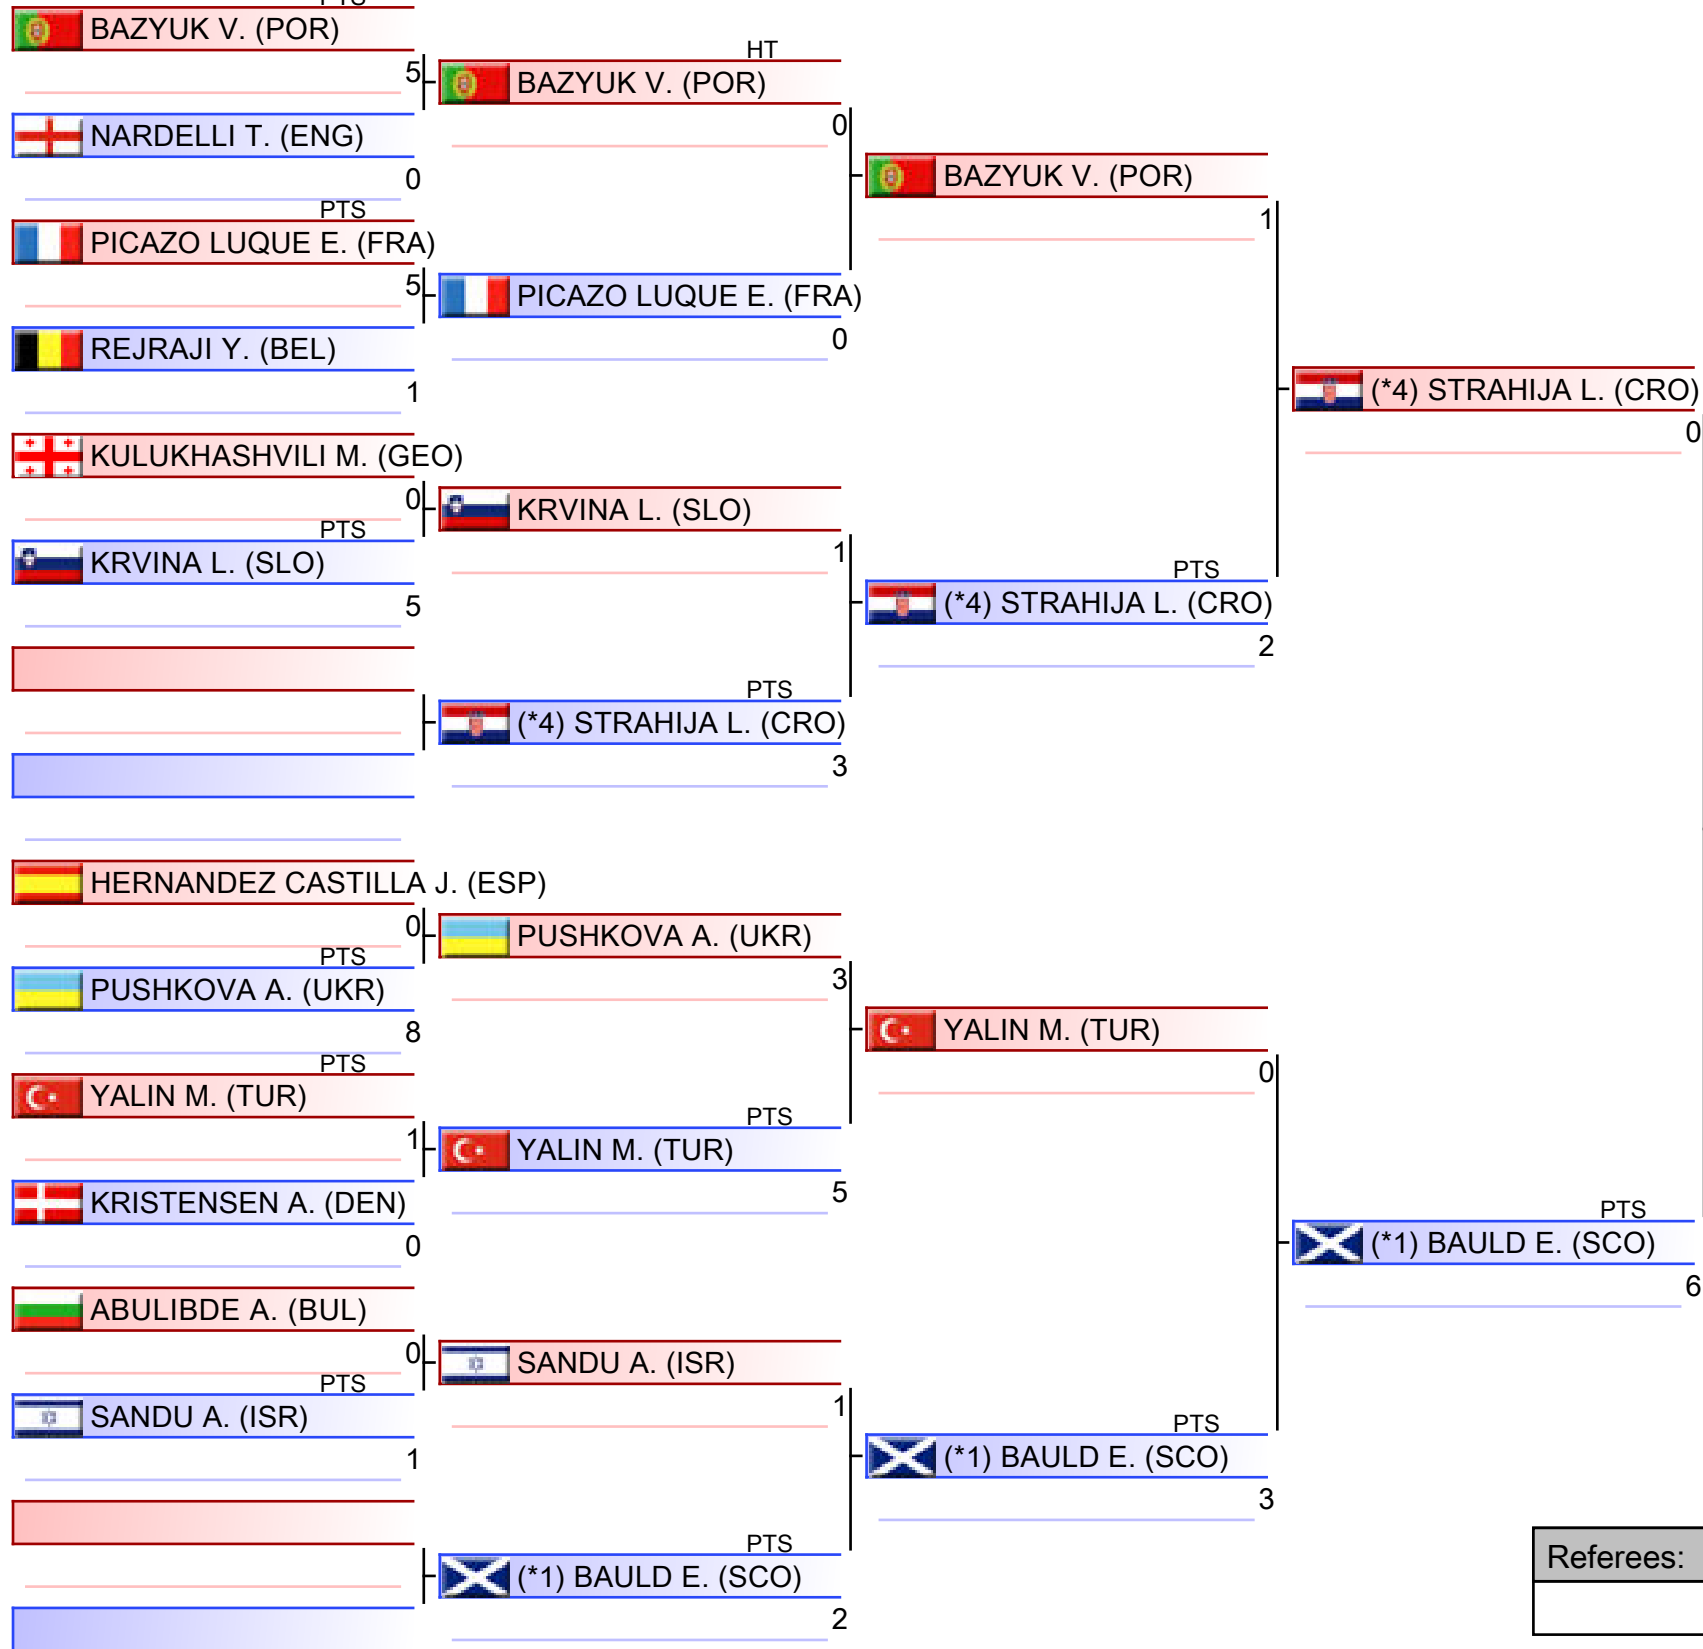 PTS
BAZYUK V. (POR)
5
NARDELLI T. (ENG)
0
PTS
PICAZO LUQUE E. (FRA)
5
REJRAJI Y. (BEL)
1
KULUKHASHVILI M. (GEO)
0
PTS
KRVINA L. (SLO)
5
HERNANDEZ CASTILLA J. (ESP)
0
PTS
PUSHKOVA A. (UKR)
8
PTS
YALIN M. (TUR)
1
KRISTENSEN A. (DEN)
0
ABULIBDE A. (BUL)
0
PTS
SANDU A. (ISR)
1
HT
BAZYUK V. (POR)
0
PICAZO LUQUE E. (FRA)
0
KRVINA L. (SLO)
1
PTS
(*4) STRAHIJA L. (CRO)
3
PUSHKOVA A. (UKR)
3
PTS
YALIN M. (TUR)
5
SANDU A. (ISR)
1
PTS
(*1) BAULD E. (SCO)
2
BAZYUK V. (POR)
1
PTS
(*4) STRAHIJA L. (CRO)
2
YALIN M. (TUR)
0
PTS
(*1) BAULD E. (SCO)
3
(*4) STRAHIJA L. (CRO)
0
PTS
(*1) BAULD E. (SCO)
6
Referees: